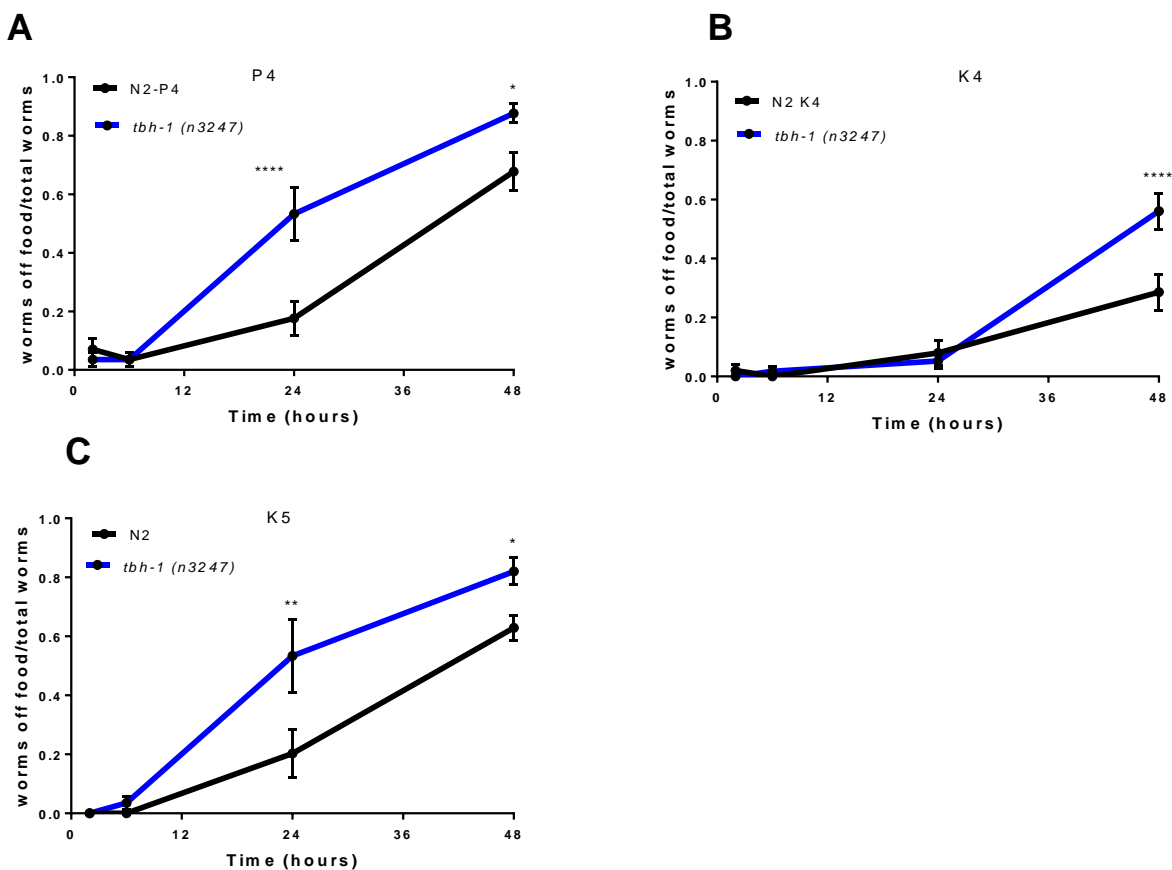 A
P4
N2-P4
tbh-1 (n3247)
worms off food/total worms
1.0
0.8
0.6
0.4
0.2
0.0
****
*
0 12 24 36 48
Time (hours)
B
K4
N2 K4
tbh-1 (n3247)
worms off food/total worms
1.0
0.8
0.6
0.4
0.2
0.0
****
0 12 24 36 48
Time (hours)
C
K5
N2
tbh-1 (n3247)
worms off food/total worms
1.0
0.8
0.6
0.4
0.2
0.0
**
*
0 12 24 36 48
Time (hours)